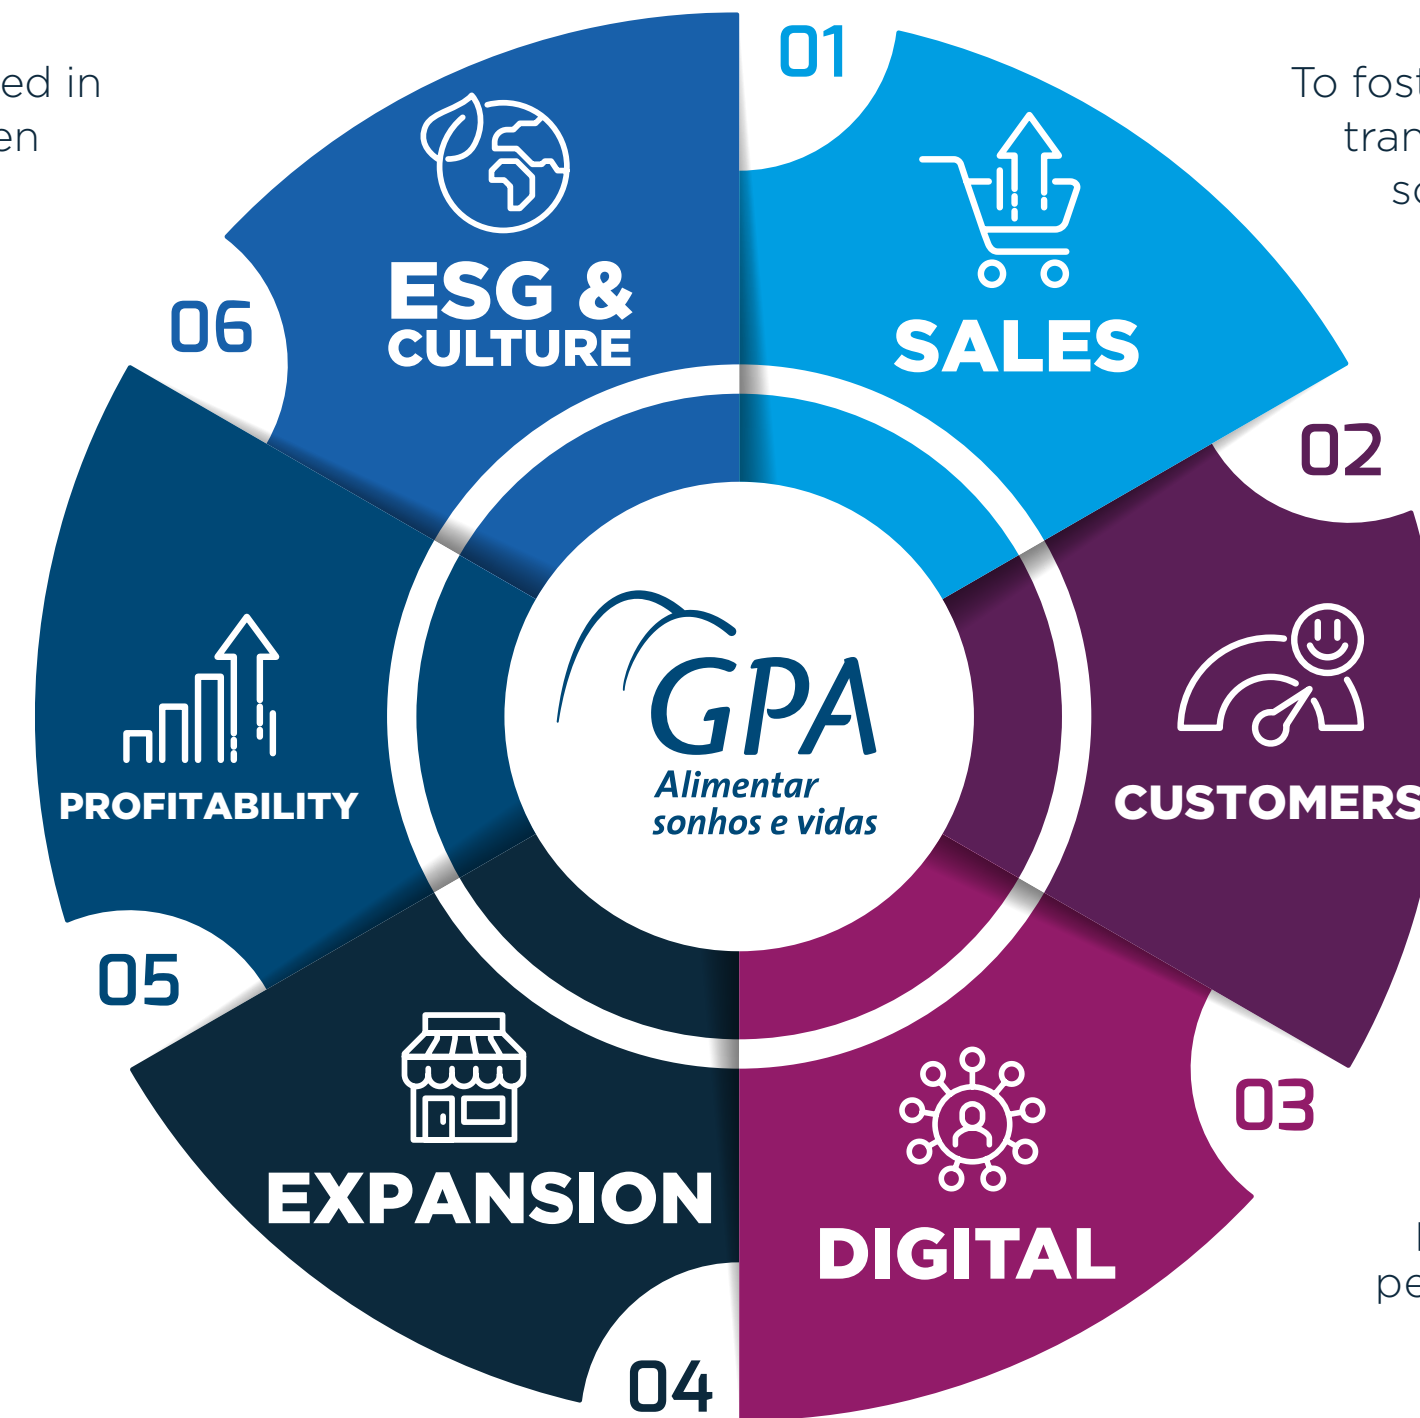 ed in
en
01
To fost
tran
so
ESG &
CULTURE
SALES
06
02
GPA
Alimentar
sonhos e vidas
PROFITABILITY
CUSTOMERS
05
03
EXPANSION
DIGITAL
pe
04